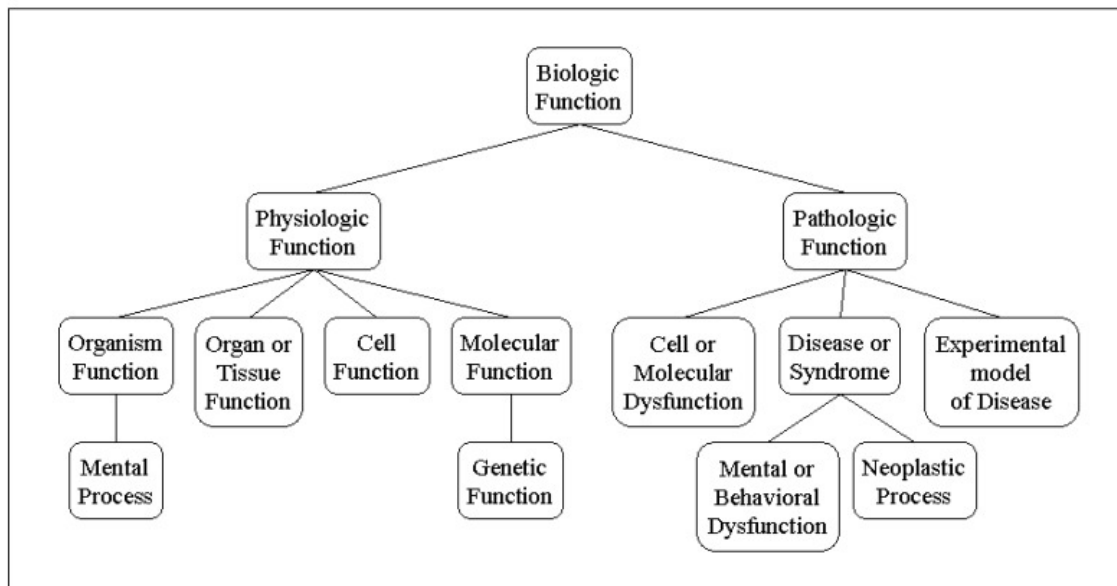 Biologic
Function
Physiologic
Function
Pathologic
Function
Organism
Function
Organ or
Tissue
Function
Cell
Function
Molecular
Function
Cell or
Molecular
Dysfunction
Disease or
Syndrome
Experimental
model
of Disease
Mental
Process
Genetic
Function
Mental or
Behavioral
Dysfunction
Neoplastic
Process